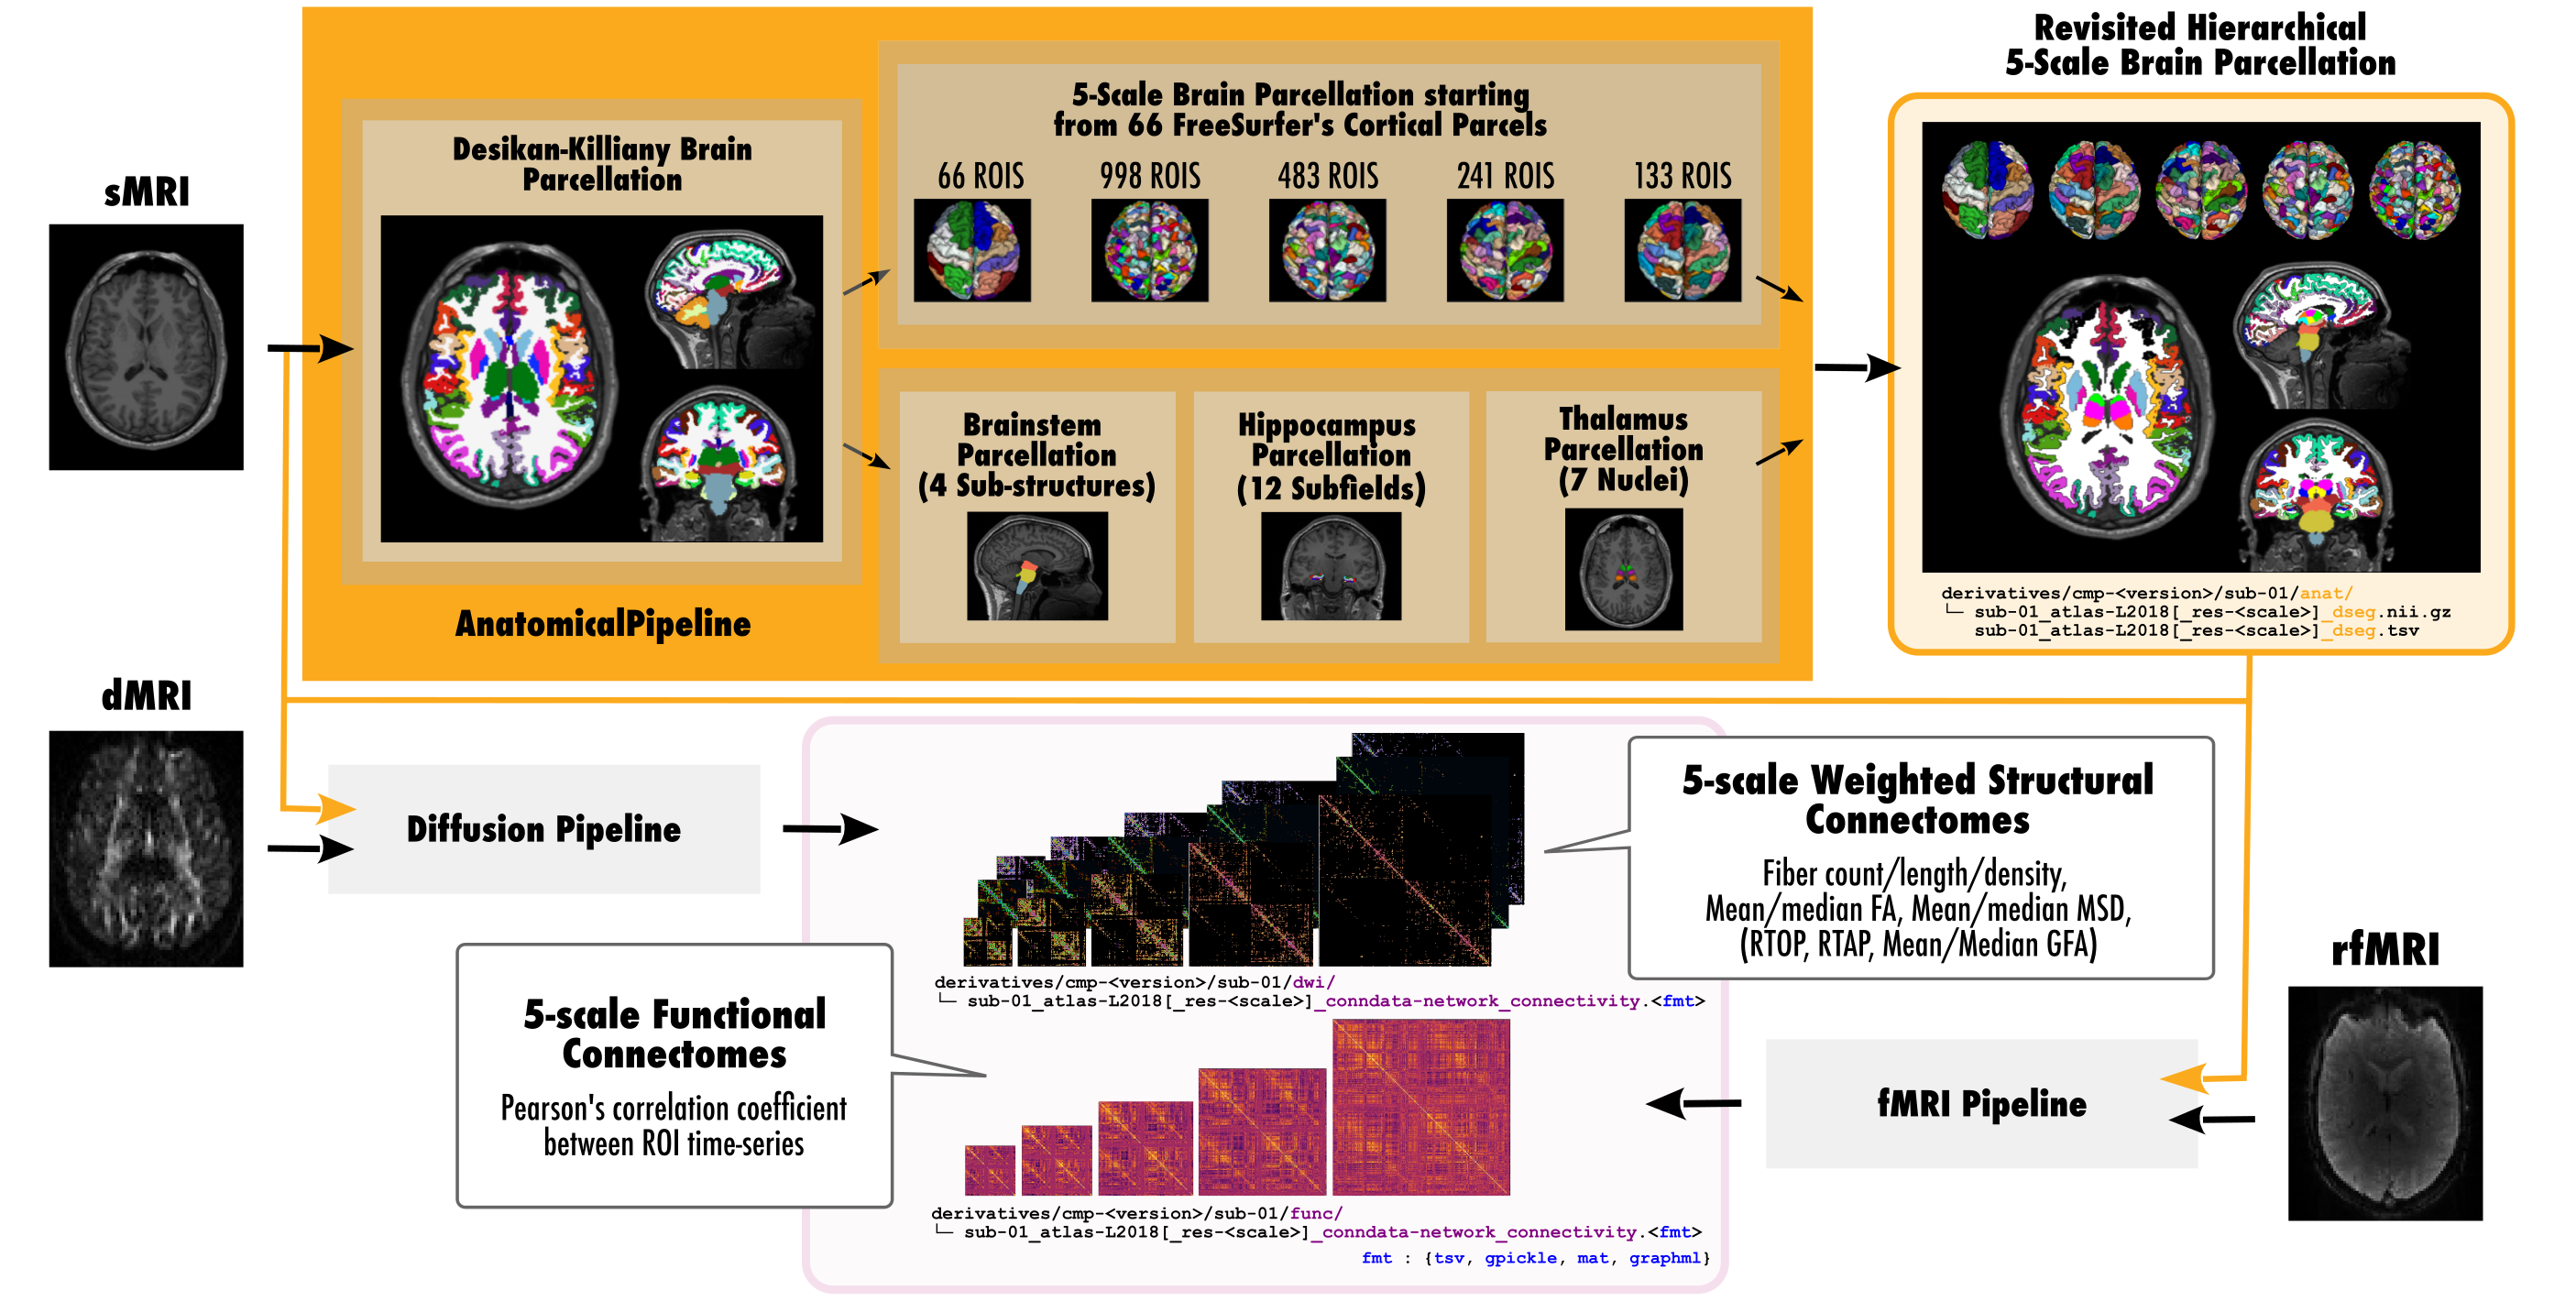 sMRI
Desikan-Killiany Brain
Parcellation
AnatomicalPipeline
5-Scale Brain Parcellation starting
from 66 FreeSurfer's Cortical Parcels
66 ROIS 998 ROIS 483 ROIS 241 ROIS 133 ROIS
Brainstem
Parcellation
(4 Sub-structures)
Hippocampus
Parcellation
(12 Subfields)
Thalamus
Parcellation
(7 Nuclei)
Revisited Hierarchical
5-Scale Brain Parcellation
derivatives/cmp-<version>/sub-01/anat/
└─ sub-01_atlas-L2018[_res-<scale>]_dseg.nii.gz
sub-01_atlas-L2018[_res-<scale>]_dseg.tsv
dMRI
Diffusion Pipeline
5-scale Weighted Structural
Connectomes
Fiber count/length/density,
Mean/median FA, Mean/median MSD,
(RTOP, RTAP, Mean/Median GFA)
derivatives/cmp-<version>/sub-01/dwi/
└─ sub-01_atlas-L2018[_res-<scale>]_conndata-network_connectivity.<fmt>
5-scale Functional
Connectomes
Pearson's correlation coefficient
between ROI time-series
rfMRI
fMRI Pipeline
derivatives/cmp-<version>/sub-01/func/
└─ sub-01_atlas-L2018[_res-<scale>]_conndata-network_connectivity.<fmt>
fmt : {tsv, gpickle, mat, graphml}